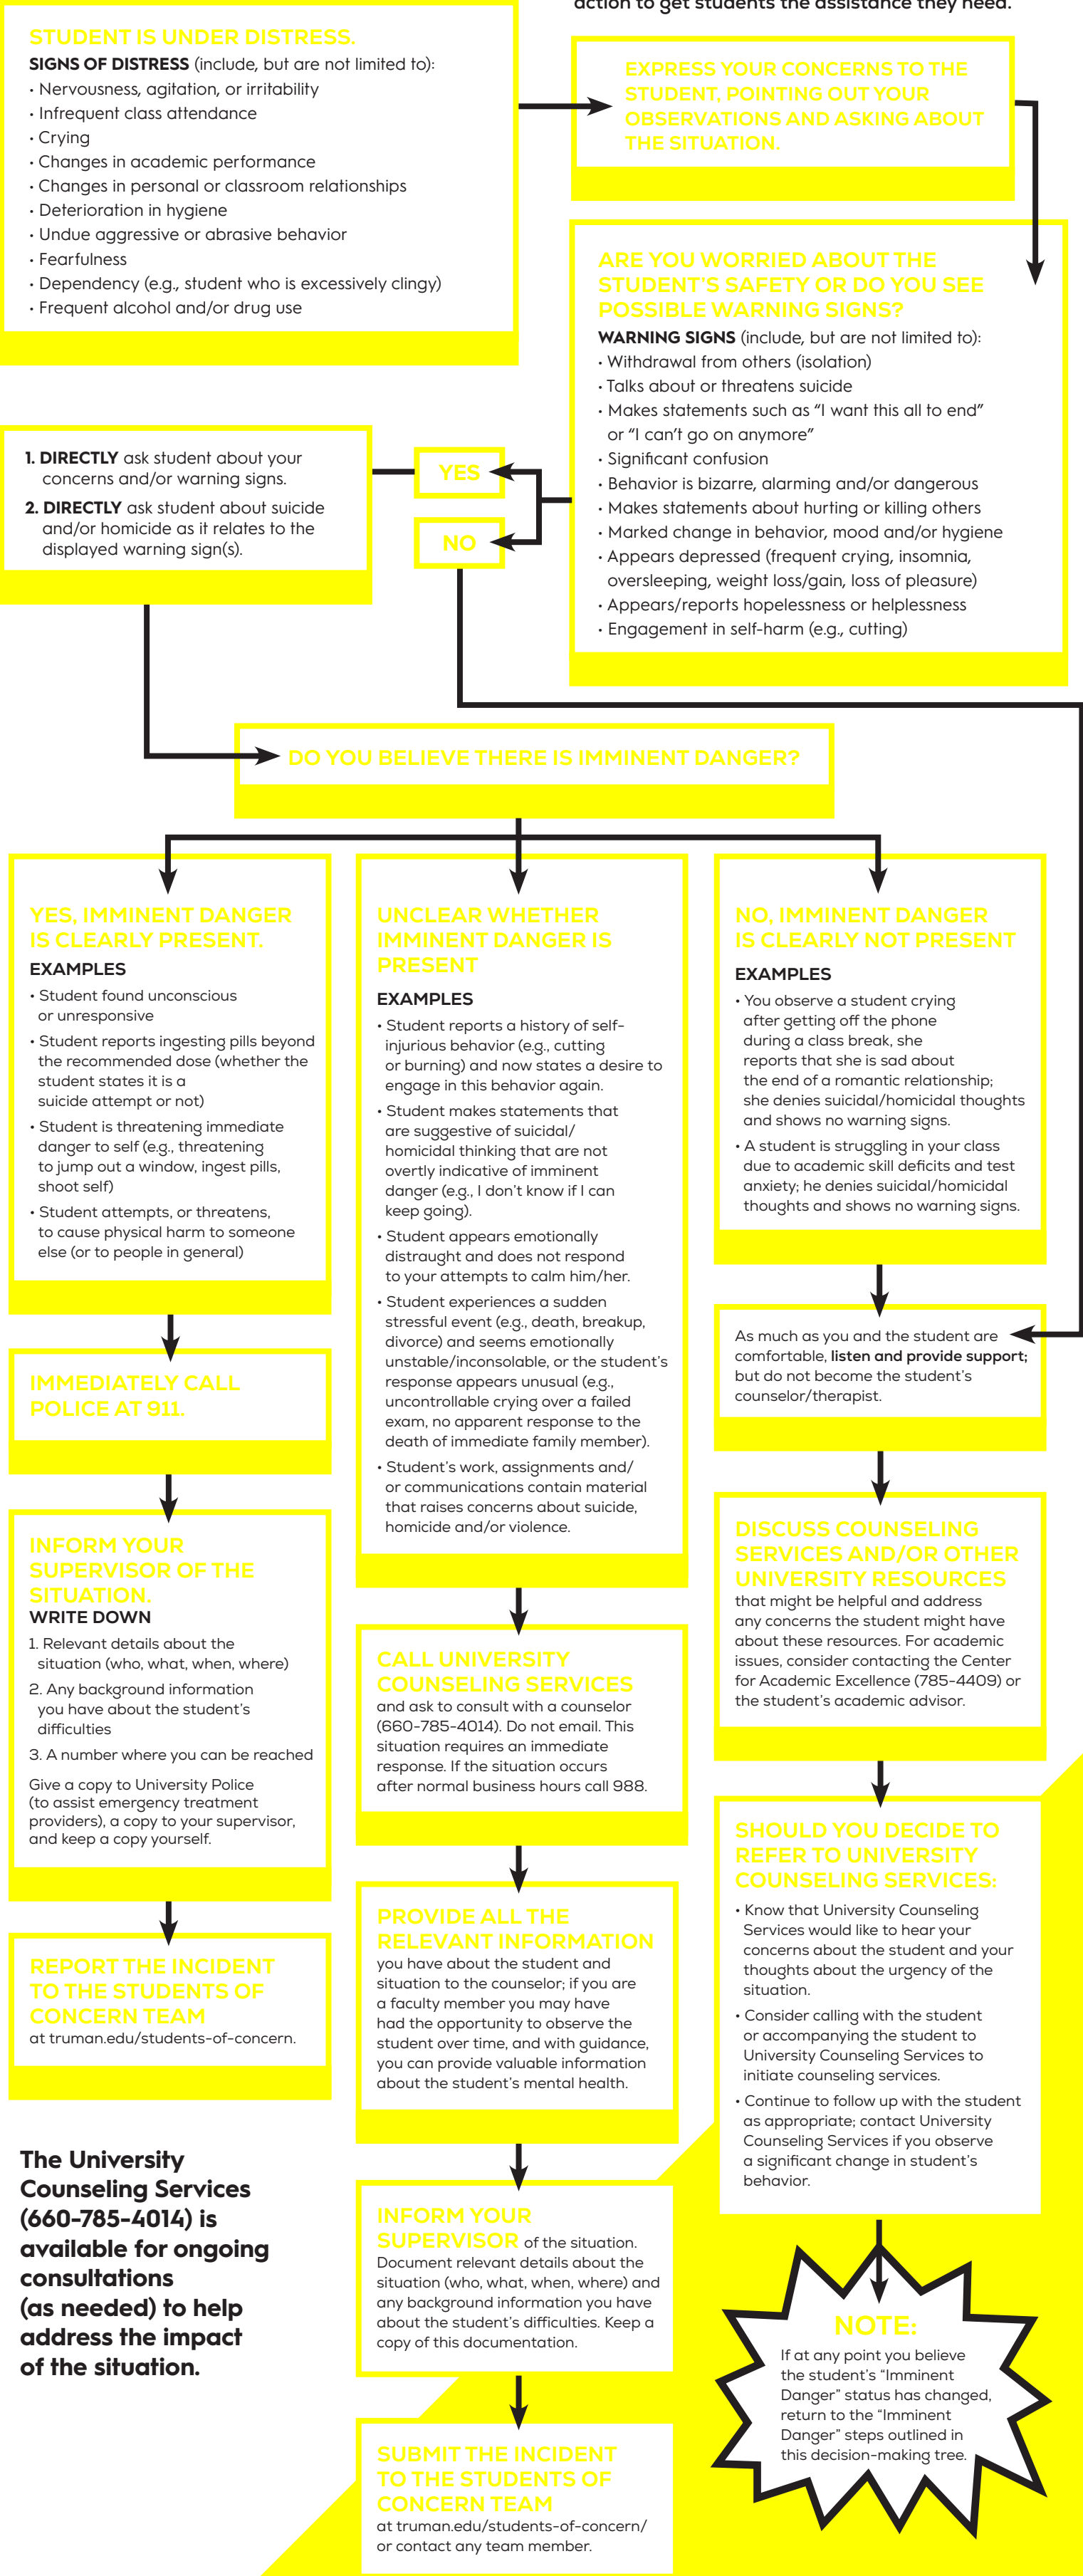 action to get students the assistance they need.
STUDENT IS UNDER DISTRESS.
SIGNS OF DISTRESS (include, but are not limited to):
• Nervousness, agitation, or irritability
• Infrequent class attendance
• Crying
• Changes in academic performance
• Changes in personal or classroom relationships
• Deterioration in hygiene
• Undue aggressive or abrasive behavior
• Fearfulness
• Dependency (e.g., student who is excessively clingy)
• Frequent alcohol and/or drug use
EXPRESS YOUR CONCERNS TO THE
STUDENT, POINTING OUT YOUR
OBSERVATIONS AND ASKING ABOUT
THE SITUATION.
ARE YOU WORRIED ABOUT THE
STUDENT'S SAFETY OR DO YOU SEE
POSSIBLE WARNING SIGNS?
WARNING SIGNS (include, but are not limited to):
• Withdrawal from others (isolation)
• Talks about or threatens suicide
• Makes statements such as “I want this all to end”
or “I can’t go on anymore”
• Significant confusion
• Behavior is bizarre, alarming and/or dangerous
• Makes statements about hurting or killing others
• Marked change in behavior, mood and/or hygiene
• Appears depressed (frequent crying, insomnia,
oversleeping, weight loss/gain, loss of pleasure)
• Appears/reports hopelessness or helplessness
• Engagement in self-harm (e.g., cutting)
YES
NO
1. DIRECTLY ask student about your
concerns and/or warning signs.
2. DIRECTLY ask student about suicide
and/or homicide as it relates to the
displayed warning sign(s).
DO YOU BELIEVE THERE IS IMMINENT DANGER?
YES, IMMINENT DANGER
IS CLEARLY PRESENT.
EXAMPLES
• Student found unconscious
or unresponsive
• Student reports ingesting pills beyond
the recommended dose (whether the
student states it is a
suicide attempt or not)
• Student is threatening immediate
danger to self (e.g., threatening
to jump out a window, ingest pills,
shoot self)
• Student attempts, or threatens,
to cause physical harm to someone
else (or to people in general)
IMMEDIATELY CALL
POLICE AT 911.
INFORM YOUR
SUPERVISOR OF THE
SITUATION.
WRITE DOWN
1. Relevant details about the
situation (who, what, when, where)
2. Any background information
you have about the student’s
difficulties
3. A number where you can be reached
Give a copy to University Police
(to assist emergency treatment
providers), a copy to your supervisor,
and keep a copy yourself.
REPORT THE INCIDENT
TO THE STUDENTS OF
CONCERN TEAM
at truman.edu/students-of-concern.
The University
Counseling Services
(660-785-4014) is
available for ongoing
consultations
(as needed) to help
address the impact
of the situation.
UNCLEAR WHETHER
IMMINENT DANGER IS
PRESENT
EXAMPLES
• Student reports a history of self-
injurious behavior (e.g., cutting
or burning) and now states a desire to
engage in this behavior again.
• Student makes statements that
are suggestive of suicidal/
homicidal thinking that are not
overtly indicative of imminent
danger (e.g., I don’t know if I can
keep going).
• Student appears emotionally
distraught and does not respond
to your attempts to calm him/her.
• Student experiences a sudden
stressful event (e.g., death, breakup,
divorce) and seems emotionally
unstable/inconsolable, or the student’s
response appears unusual (e.g.,
uncontrollable crying over a failed
exam, no apparent response to the
death of immediate family member).
• Student’s work, assignments and/
or communications contain material
that raises concerns about suicide,
homicide and/or violence.
CALL UNIVERSITY
COUNSELING SERVICES
and ask to consult with a counselor
(660-785-4014). Do not email. This
situation requires an immediate
response. If the situation occurs
after normal business hours call 988.
PROVIDE ALL THE
RELEVANT INFORMATION
you have about the student and
situation to the counselor; if you are
a faculty member you may have
had the opportunity to observe the
student over time, and with guidance,
you can provide valuable information
about the student’s mental health.
INFORM YOUR
SUPERVISOR of the situation.
Document relevant details about the
situation (who, what, when, where) and
any background information you have
about the student’s difficulties. Keep a
copy of this documentation.
SUBMIT THE INCIDENT
TO THE STUDENTS OF
CONCERN TEAM
at truman.edu/students-of-concern/
or contact any team member.
NO, IMMINENT DANGER
IS CLEARLY NOT PRESENT
EXAMPLES
• You observe a student crying
after getting off the phone
during a class break, she
reports that she is sad about
the end of a romantic relationship;
she denies suicidal/homicidal thoughts
and shows no warning signs.
• A student is struggling in your class
due to academic skill deficits and test
anxiety; he denies suicidal/homicidal
thoughts and shows no warning signs.
As much as you and the student are
comfortable, listen and provide support;
but do not become the student’s
counselor/therapist.
DISCUSS COUNSELING
SERVICES AND/OR OTHER
UNIVERSITY RESOURCES
that might be helpful and address
any concerns the student might have
about these resources. For academic
issues, consider contacting the Center
for Academic Excellence (785-4409) or
the student’s academic advisor.
SHOULD YOU DECIDE TO
REFER TO UNIVERSITY
COUNSELING SERVICES:
• Know that University Counseling
Services would like to hear your
concerns about the student and your
thoughts about the urgency of the
situation.
• Consider calling with the student
or accompanying the student to
University Counseling Services to
initiate counseling services.
• Continue to follow up with the student
as appropriate; contact University
Counseling Services if you observe
a significant change in student’s
behavior.
NOTE:
If at any point you believe
the student’s “Imminent
Danger” status has changed,
return to the “Imminent
Danger” steps outlined in
this decision-making tree.